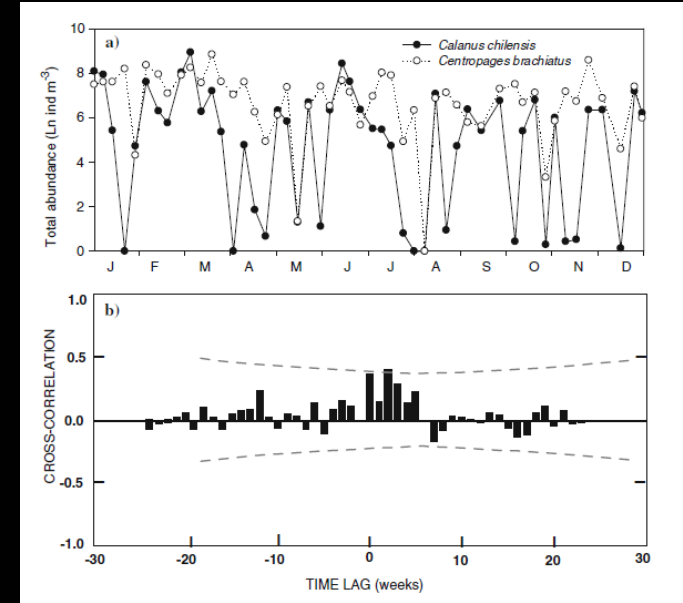 a)
Calanus chilensis
Centropages brachiatus
Total abundance (Ln ind m-3)
10
8
6
4
2
0
J F M A M J J A S O N D
b)
CROSS-CORRELATION
1.0
0.5
0.0
-0.5
-1.0
-30 -20 -10 0 10 20 30
TIME LAG (weeks)